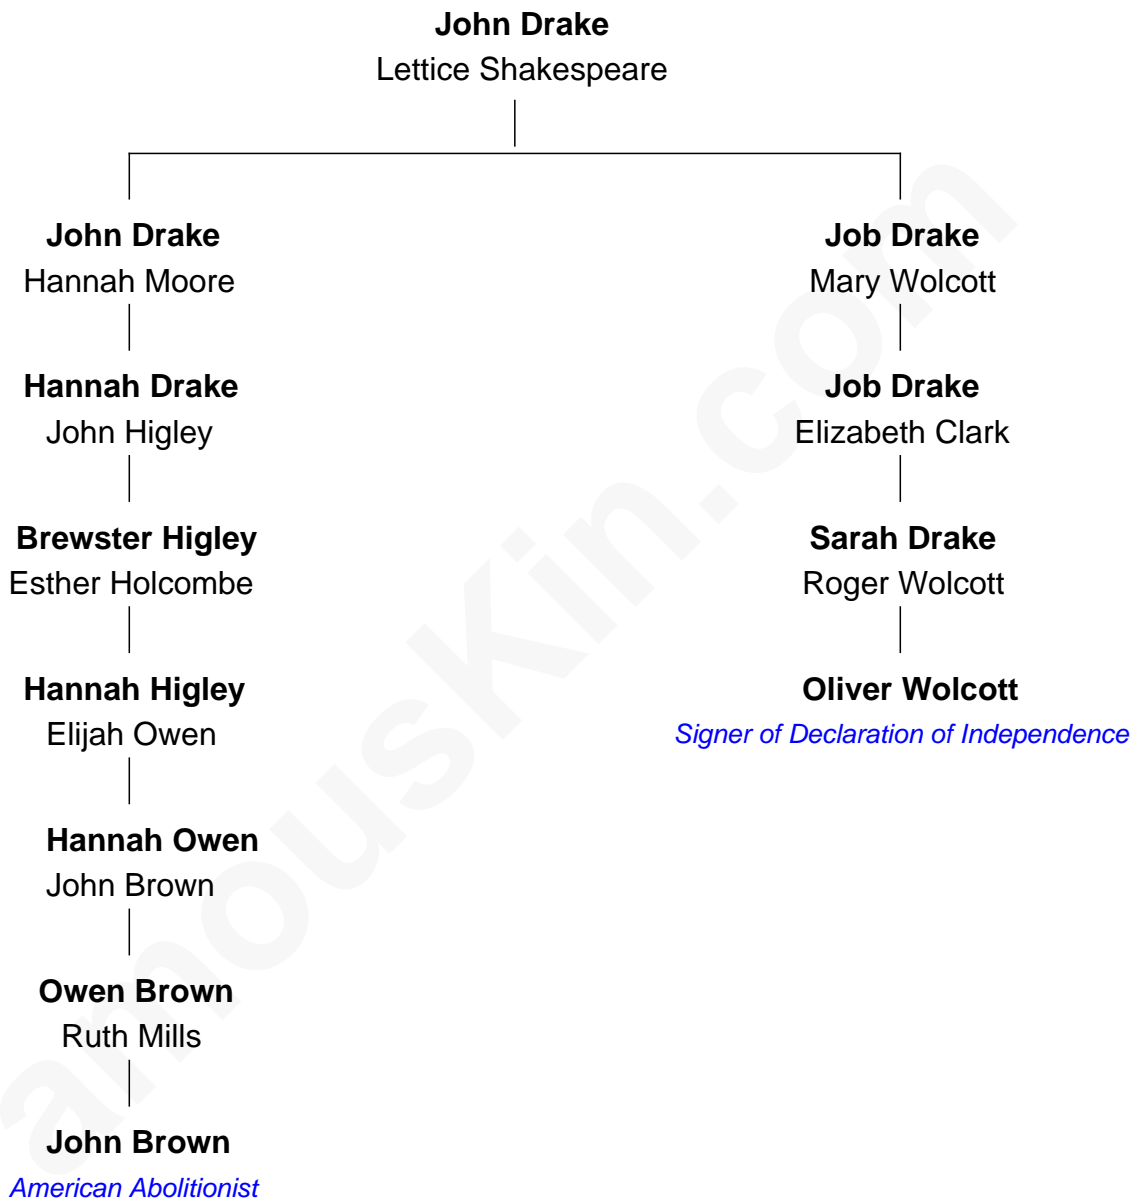 John Drake
Lettice Shakespeare
John Drake
Hannah Moore
Job Drake
Mary Wolcott
Hannah Drake
John Higley
Job Drake
Elizabeth Clark
Brewster Higley
Esther Holcombe
Sarah Drake
Roger Wolcott
Hannah Higley
Elijah Owen
Oliver Wolcott
Signer of Declaration of Independence
Hannah Owen
John Brown
Owen Brown
Ruth Mills
John Brown
American Abolitionist
amousKin.com